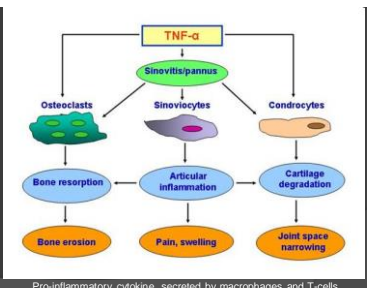 TNF-α
Sinovitis/pannus
Osteoclasts
Sinoviocytes
Condrocytes
Bone resorption
Articular
inflammation
Cartilage
degradation
Bone erosion
Pain, swelling
Joint space
narrowing
Pro-inflammatory cytokine, secreted by macrophages and T-cells